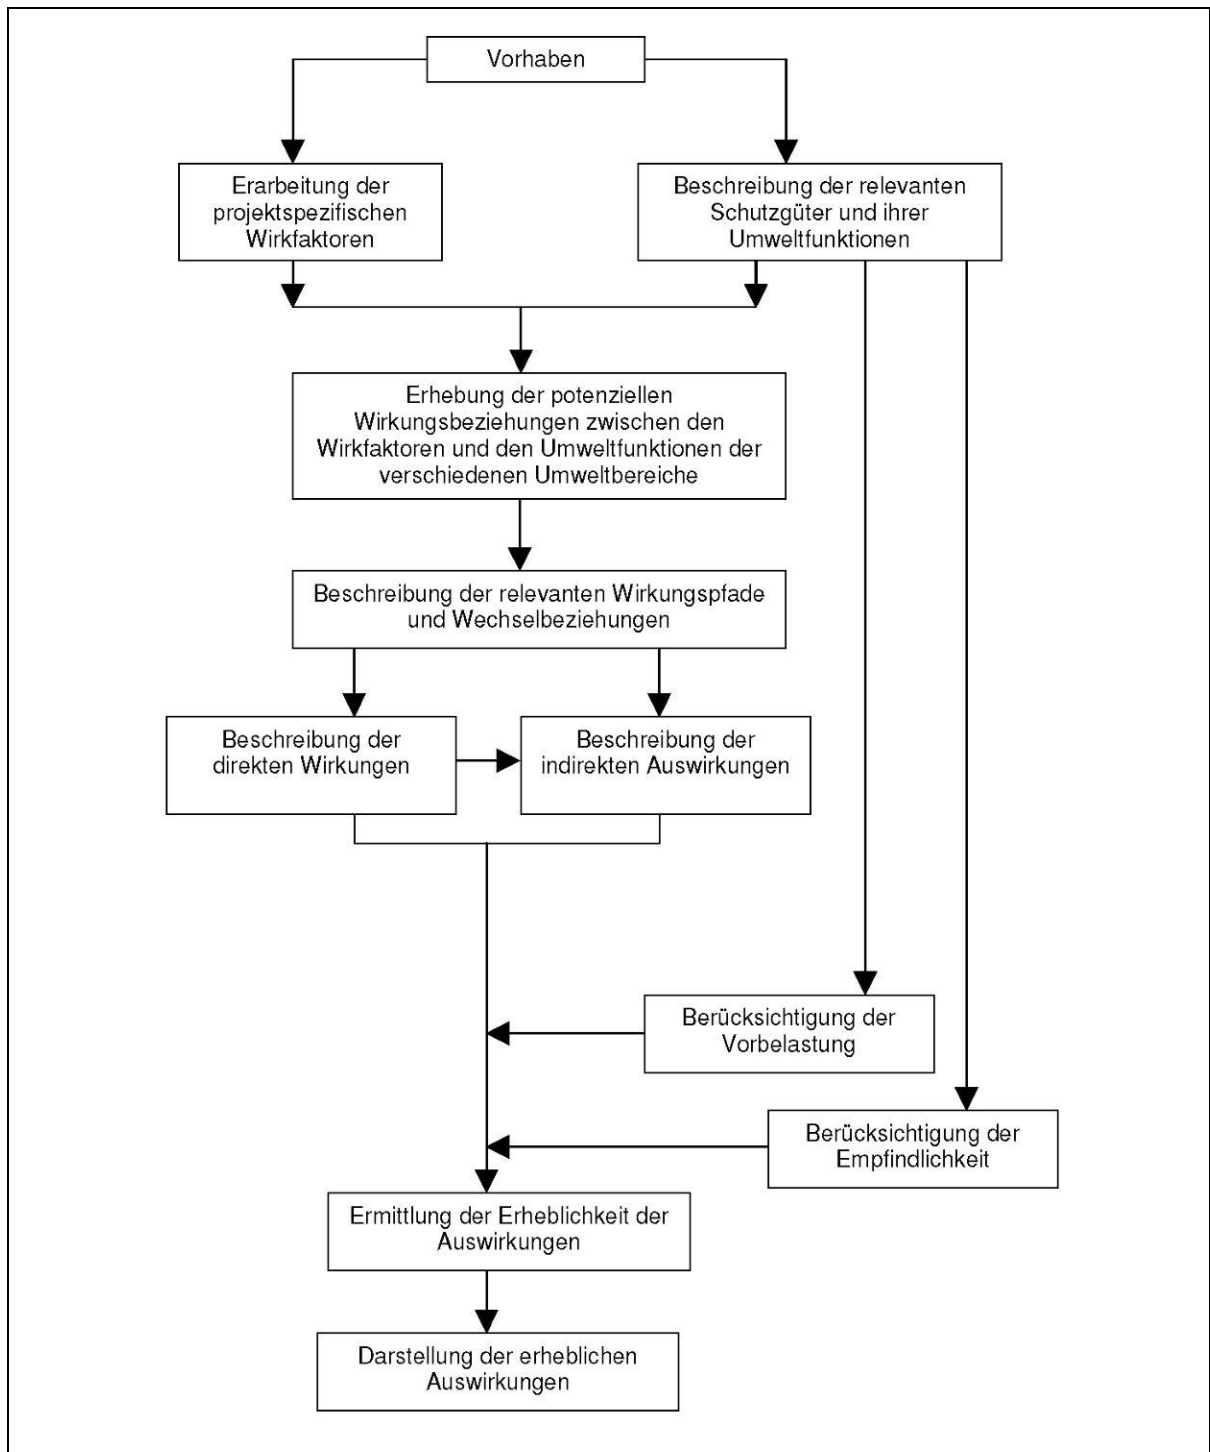 Vorhaben
Erarbeitung der
projektspezifischen
Wirkfaktoren
Beschreibung der relevanten
Schutzgüter und ihrer
Umweltfunktionen
Erhebung der potenziellen
Wirkungsbeziehungen zwischen den
Wirkfaktoren und den Umweltfunktionen der
verschiedenen Umweltbereiche
Beschreibung der relevanten Wirkungspfade
und Wechselbeziehungen
Beschreibung der
direkten Wirkungen
Beschreibung der
indirekten Auswirkungen
Berücksichtigung der
Vorbelastung
Berücksichtigung der
Empfindlichkeit
Ermittlung der Erheblichkeit der
Auswirkungen
Darstellung der erheblichen
Auswirkungen